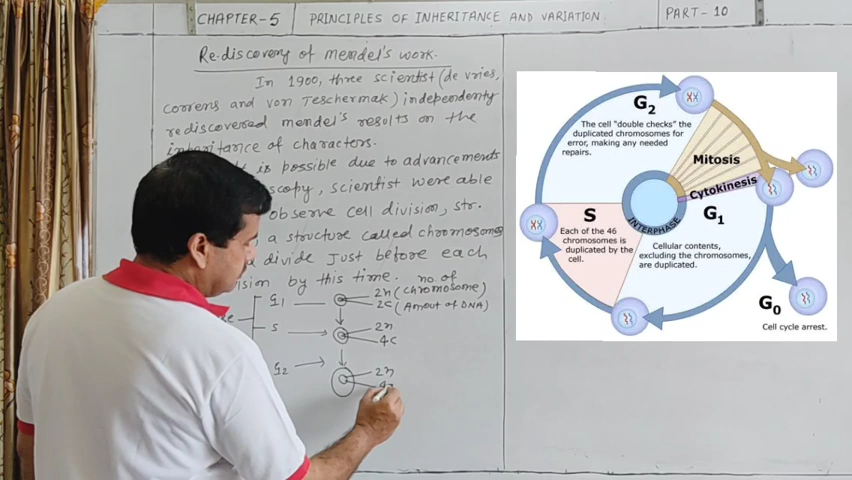 CHAPTER-5
PRINCIPLES OF INHERITANCE AND VARIATION
PART-10
Re-discovery of mendel's work.
In 1900, three scientist (de vries,
correns and von Teschermak) independenty
rediscovered mendel's results on the
inheritance of characters.
is possible due to advancements
scopy, scientist were able
observe cell division, str.
a structure called chromosome
divide Just before each
by this time.
no. of
G1
2n (chromosome)
2c (Amout of DNA)
S
2n
4c
G2
2n
G2
The cell "double checks" the
duplicated chromosomes for
error, making any needed
repairs.
Mitosis
Cytokinesis
S
Each of the 46
chromosomes is
duplicated by the
cell.
INTERPHASE
G1
Cellular contents,
excluding the chromosomes,
are duplicated.
G0
Cell cycle arrest.